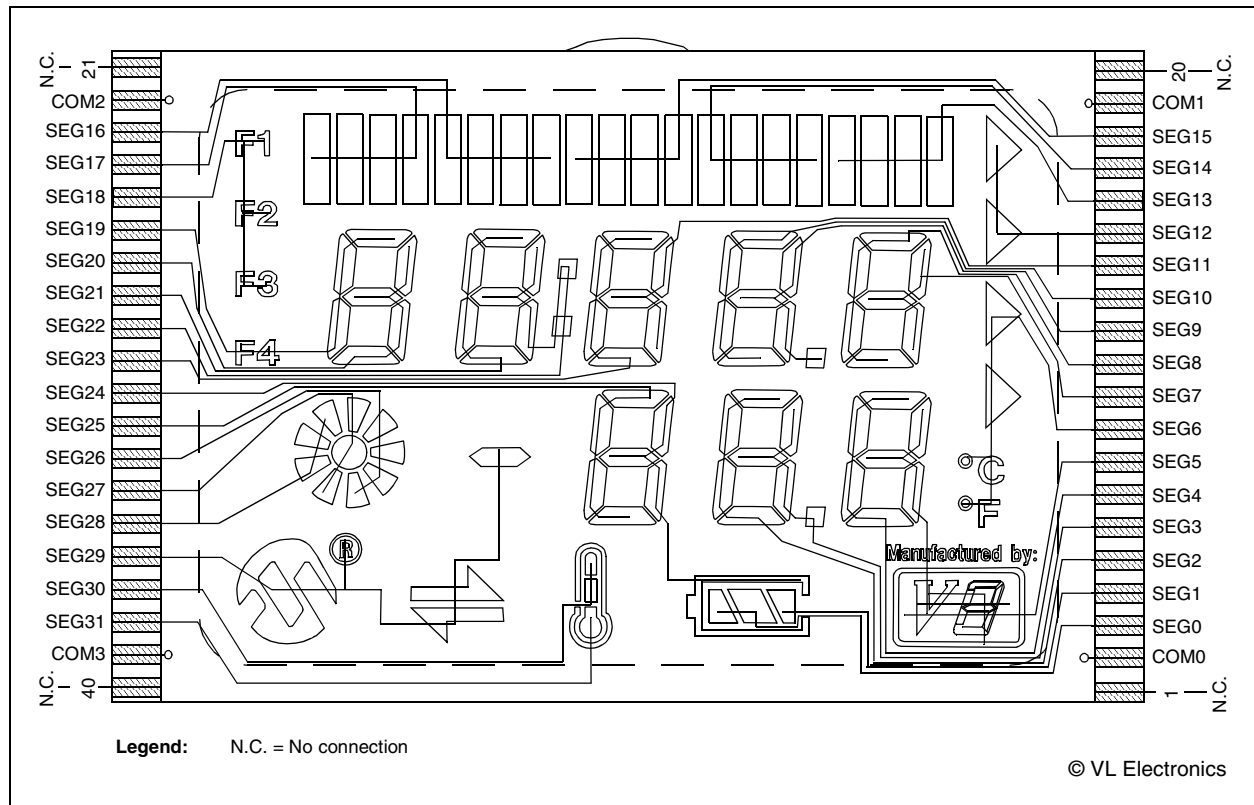 N.C.
21
COM2
SEG16
SEG17
SEG18
SEG19
SEG20
SEG21
SEG22
SEG23
SEG24
SEG25
SEG26
SEG27
SEG28
SEG29
SEG30
SEG31
COM3
N.C.
40
F1
F2
F3
F4
®
°C
°F
Manufactured by:
20
N.C.
COM1
SEG15
SEG14
SEG13
SEG12
SEG11
SEG10
SEG9
SEG8
SEG7
SEG6
SEG5
SEG4
SEG3
SEG2
SEG1
SEG0
COM0
1
N.C.
Legend: N.C. = No connection
© VL Electronics